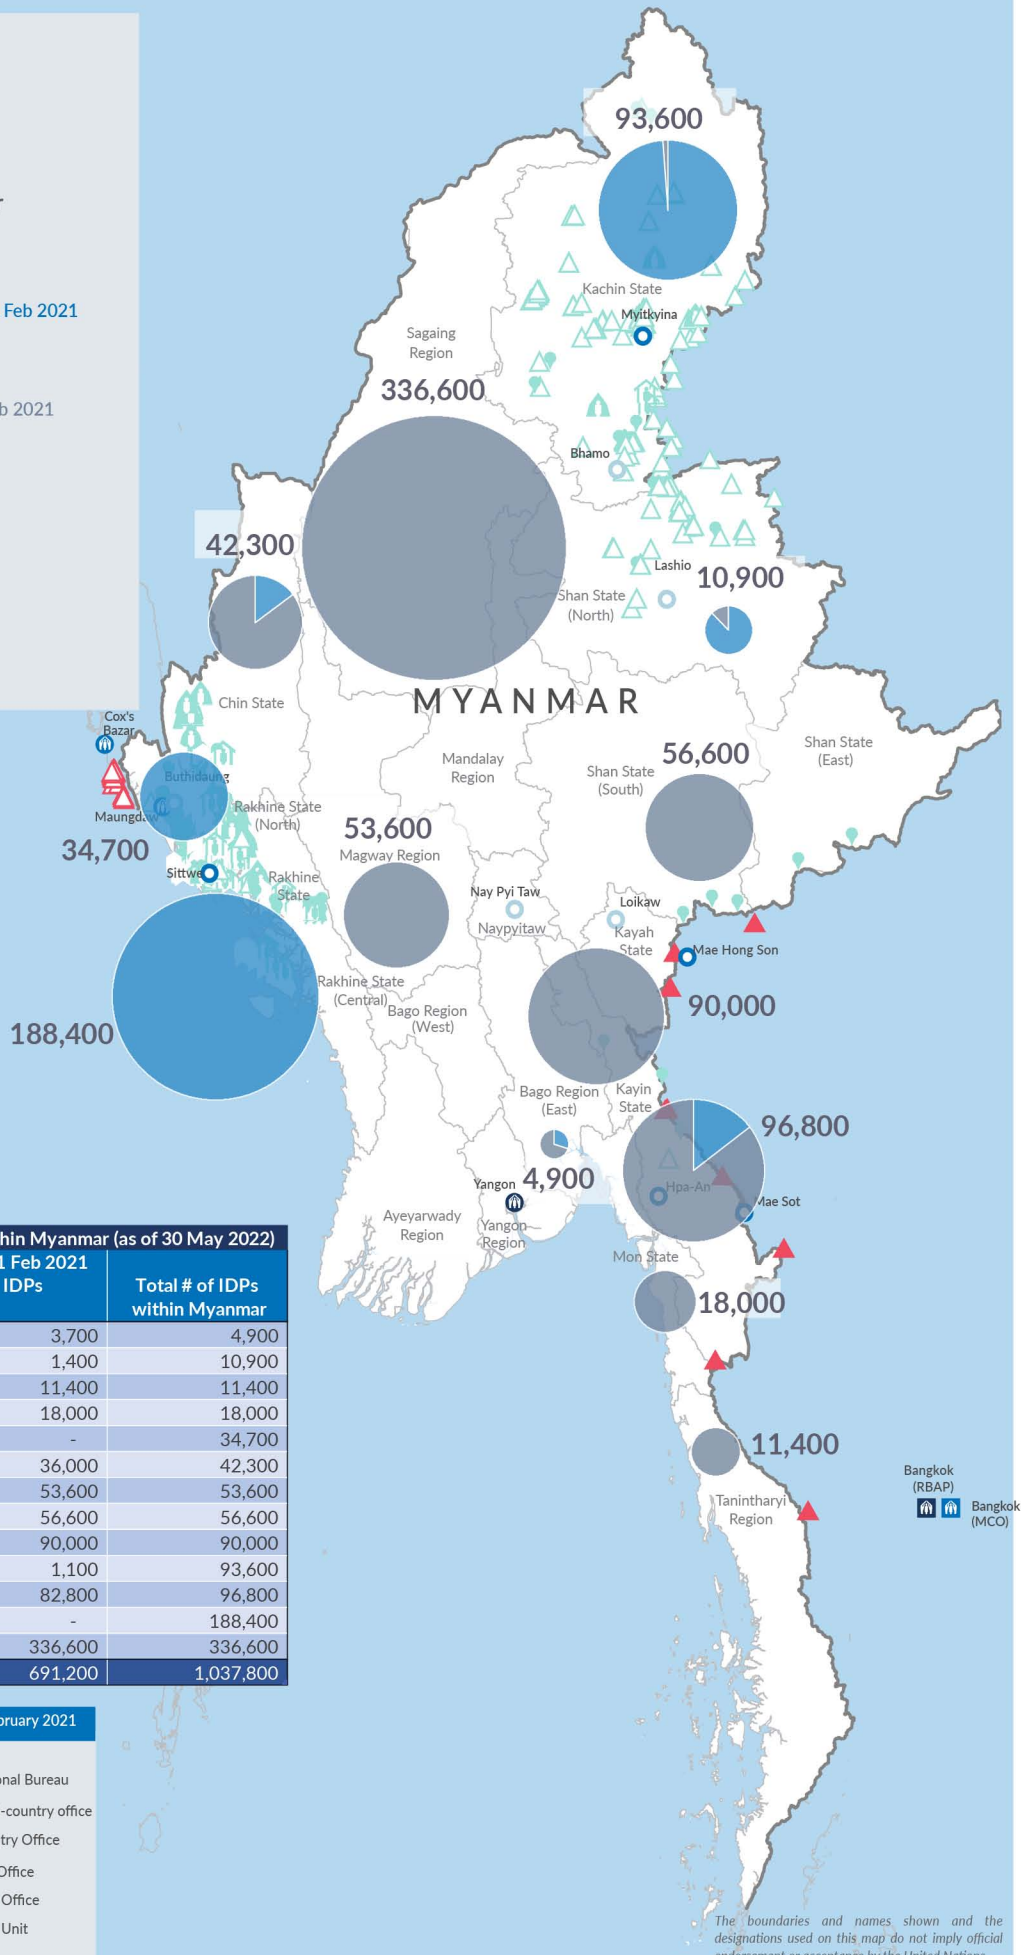 Feb 2021
b 2021
93,600
Kachin State
Myitkyina
Sagaing
Region
336,600
Bhamo
42,300
Lashio
10,900
Shan State
(North)
Chin State
MYANMAR
Cox's
Bazar
Buthidaung
Maungdaw
34,700
Rakhine State
(North)
Mandalay
Region
56,600
Shan State
(South)
Shan State
(East)
53,600
Magway Region
Sittwe
Rakhine
State
Nay Pyi Taw
Naypyitaw
Loikaw
Kayah
State
Mae Hong Son
90,000
Rakhine State
(Central)
Bago Region
(West)
188,400
Bago Region
(East)
Kayin
State
96,800
4,900
Yangon
Hpa-An
Mae Sot
Ayeyarwady
Region
Yangon
Region
Mon State
18,000
11,400
Tanintharyi
Region
Bangkok
(RBAP)
Bangkok
(MCO)
hin Myanmar (as of 30 May 2022)
1 Feb 2021
IDPs
Total # of IDPs
within Myanmar
3,700 4,900
1,400 10,900
11,400 11,400
18,000 18,000
- 34,700
36,000 42,300
53,600 53,600
56,600 56,600
90,000 90,000
1,100 93,600
82,800 96,800
- 188,400
336,600 336,600
691,200 1,037,800
bruary 2021
onal Bureau
-country office
try Office
Office
Office
Unit
The boundaries and names shown and the
designations used on this map do not imply official
endorsement or acceptance by the United Nations